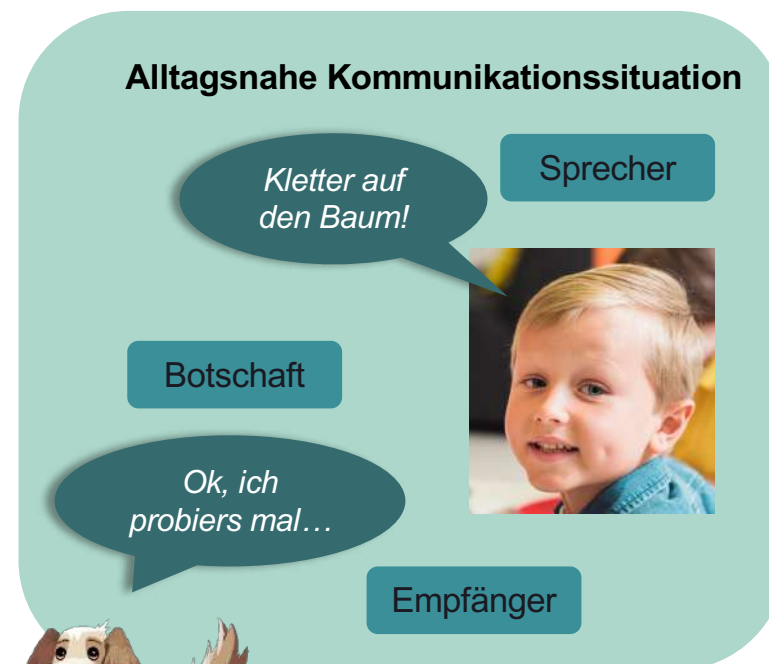 Alltagsnahe Kommunikationssituation
Sprecher
Kletter auf
den Baum!
Botschaft
Ok, ich
probiers mal…
Empfänger